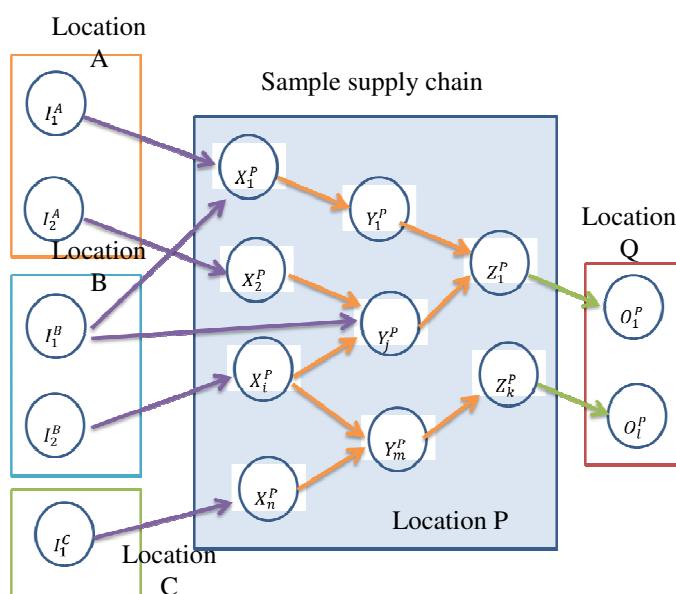 Location
A
Sample supply chain
I_1^A
X_1^P
I_2^A
Y_1^P
Location
Q
Location
B
X_2^P
Z_1^P
I_1^B
Y_j^P
O_1^P
X_i^P
Z_k^P
I_2^B
Y_m^P
O_l^P
X_n^P
Location P
I_1^C
Location
C